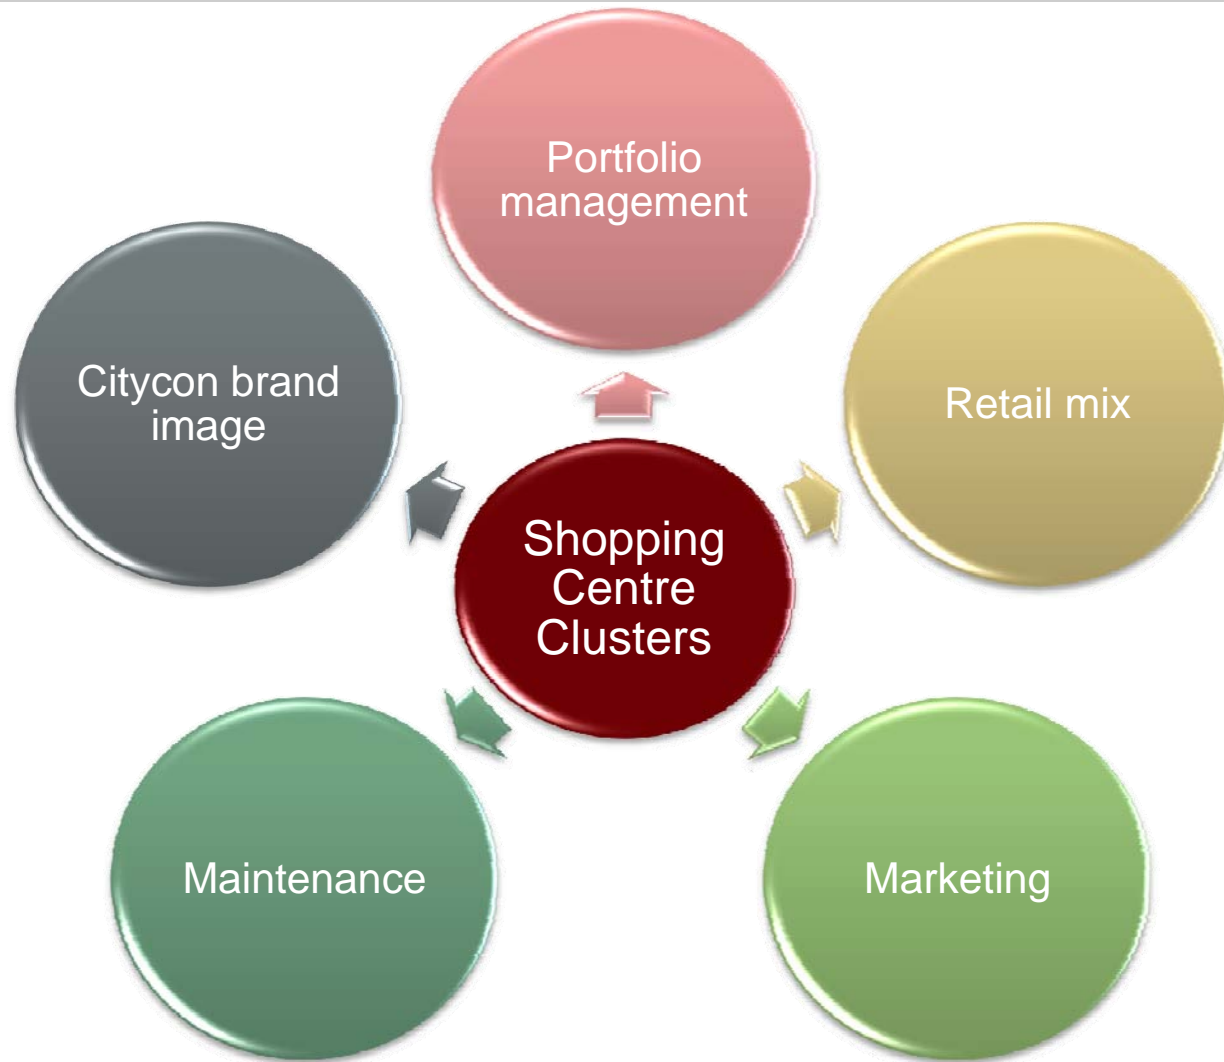 Portfolio
management
Citycon brand
image
Retail mix
Shopping
Centre
Clusters
Maintenance
Marketing